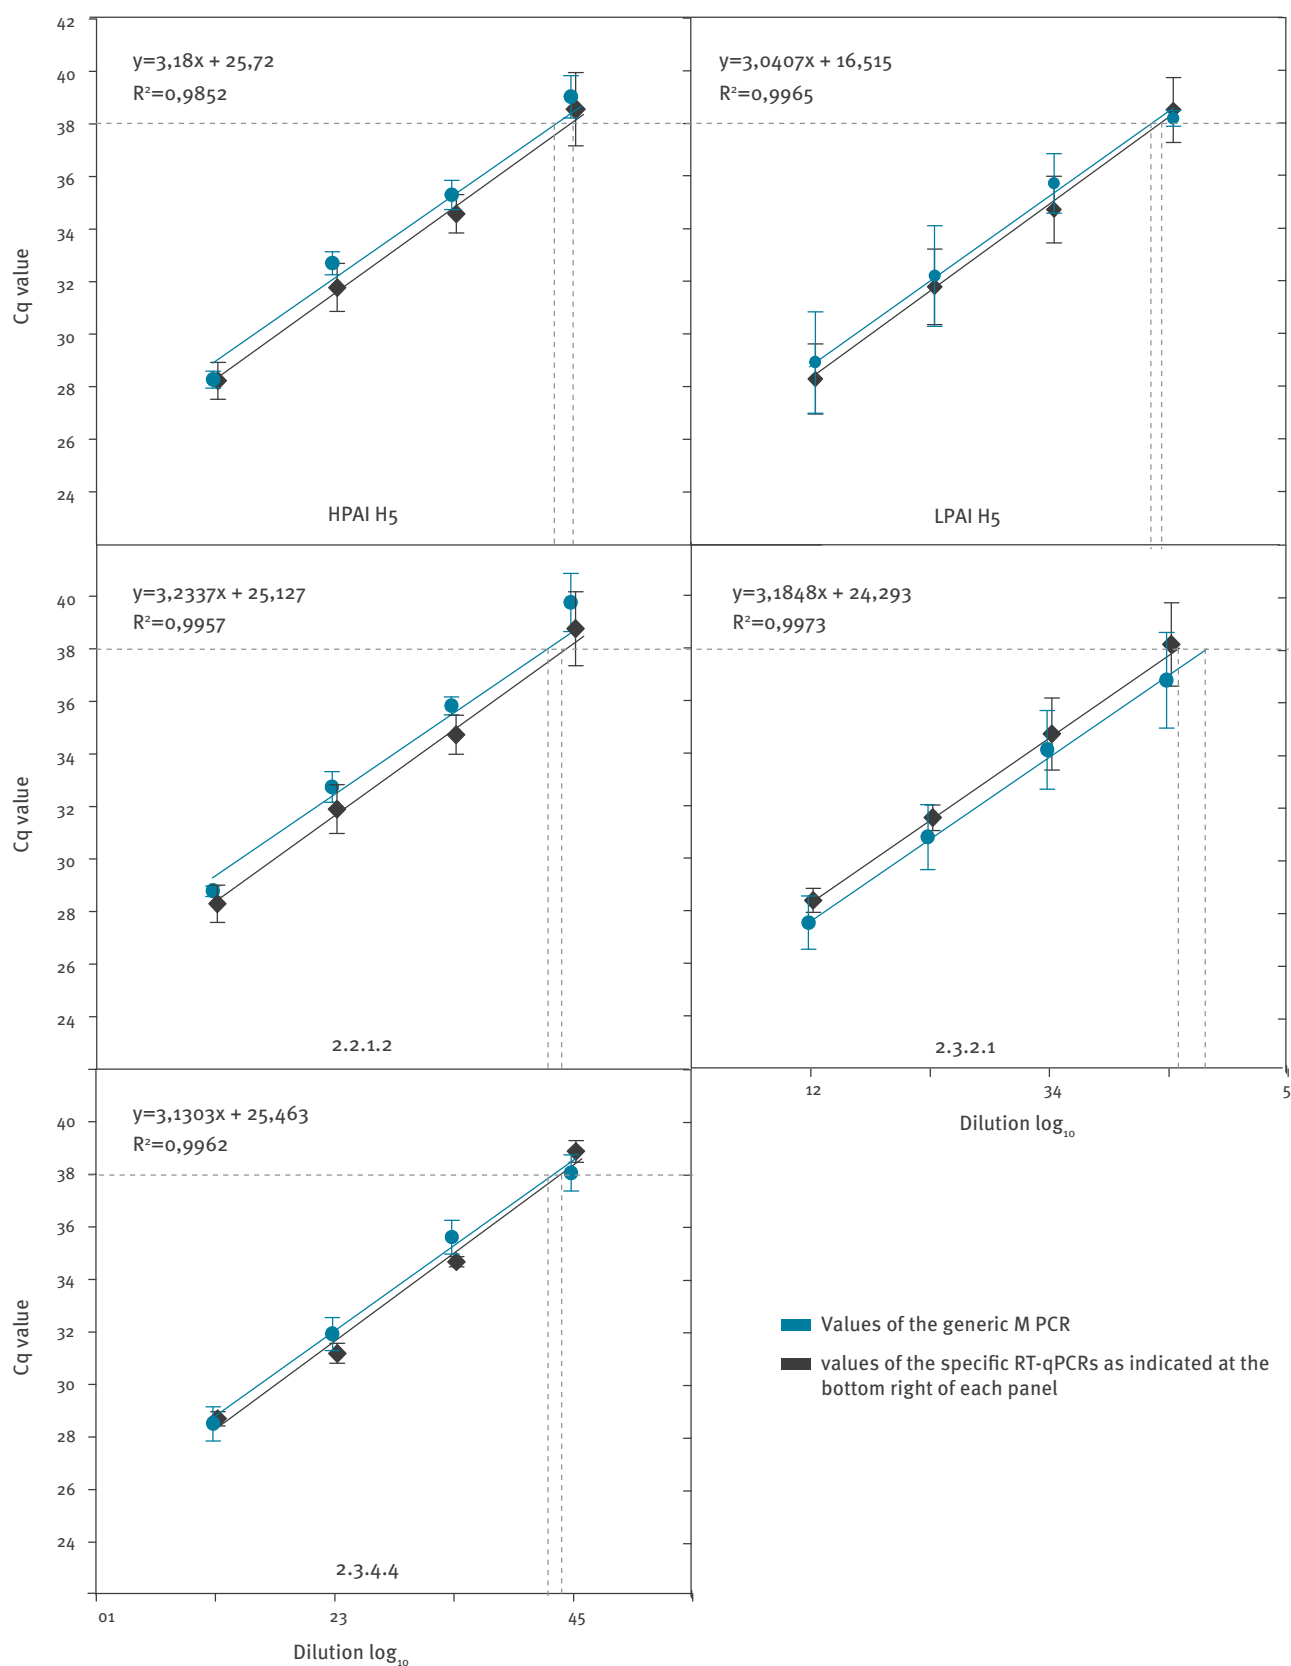 42
40
38
36
34
32
30
28
26
24
Cq value
y=3,18x + 25,72
R²=0,9852
HPAI H5
y=3,0407x + 16,515
R²=0,9965
LPAI H5
40
38
36
34
32
30
28
26
24
Cq value
y=3,2337x + 25,127
R²=0,9957
2.2.1.2
y=3,1848x + 24,293
R²=0,9973
2.3.2.1
12
34
5
Dilution log₁₀
40
38
36
34
32
30
28
26
24
Cq value
y=3,1303x + 25,463
R²=0,9962
2.3.4.4
01
23
45
Dilution log₁₀
Values of the generic M PCR
values of the specific RT-qPCRs as indicated at the
bottom right of each panel